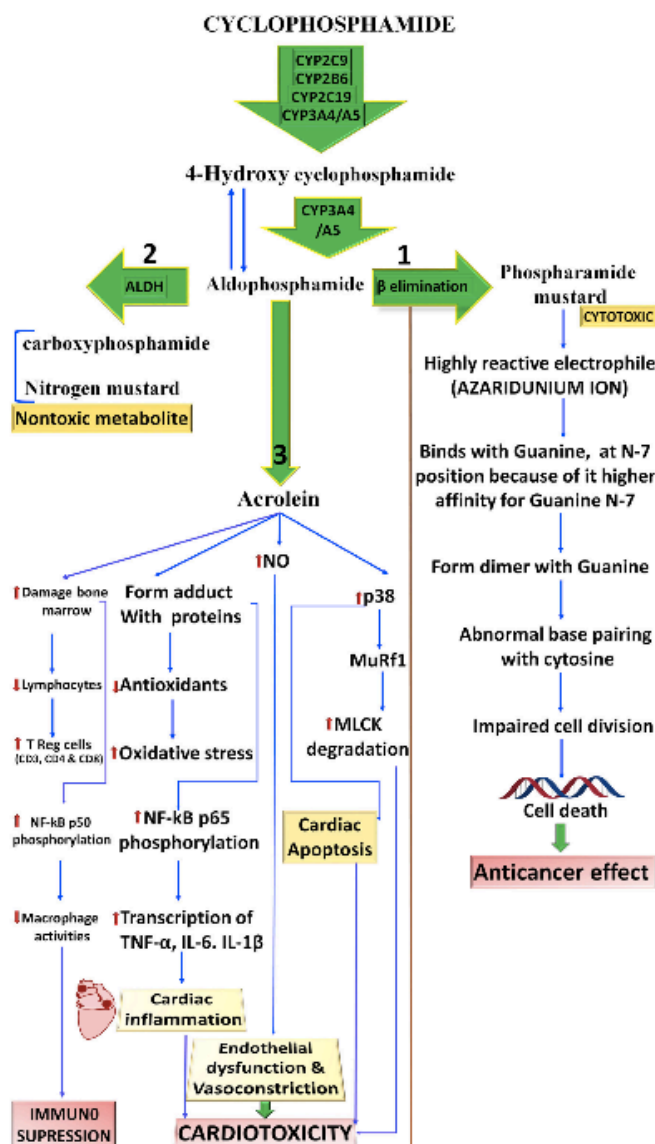 CYCLOPHOSPHAMIDE
CYP2C9
CYP2B6
CYP2C19
CYP3A4/A5
4-Hydroxy cyclophosphamide
CYP3A4
/A5
2
ALDH
Aldophosphamide
1
β elimination
Phospharamide
mustard
CYTOTOXIC
carboxyphosphamide
Nitrogen mustard
Nontoxic metabolite
Highly reactive electrophile
(AZARIDUNIUM ION)
Binds with Guanine, at N-7
position because of it higher
affinity for Guanine N-7
Form dimer with Guanine
Abnormal base pairing
with cytosine
Impaired cell division
Cell death
Anticancer effect
3
Acrolein
↑Damage bone
marrow
↓Lymphocytes
↑ T Reg cells
(CD3, CD4 & CD8)
↑ NF-kB p50
phosphorylation
↓Macrophage
activities
IMMUN0
SUPRESSION
Form adduct
With proteins
↓Antioxidants
↑Oxidative stress
↑NF-kB p65
phosphorylation
↑Transcription of
TNF-α, IL-6. IL-1β
Cardiac
inflammation
↑NO
Endothelial
dysfunction &
Vasoconstriction
↑p38
MuRf1
↑MLCK
degradation
Cardiac
Apoptosis
CARDIOTOXICITY